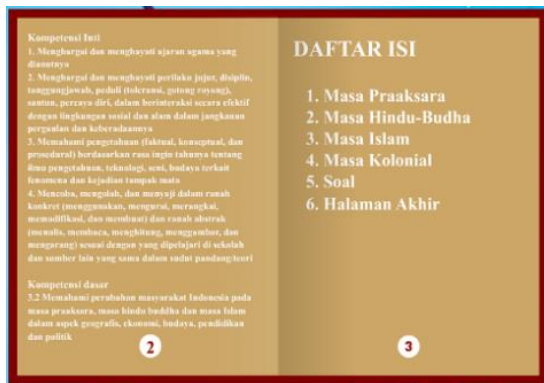 Kompetensi Inti
1. Menghargai dan menghayati ajaran agama yang
dianutnya
2. Menghargai dan menghayati perilaku jujur, disiplin,
tanggungjawab, peduli (toleransi, gotong royong),
santun, percaya diri, dalam berinteraksi secara efektif
dengan lingkungan sosial dan alam dalam jangkauan
pergaulan dan keberadaannya
3. Memahami pengetahuan (faktual, konseptual, dan
prosedural) berdasarkan rasa ingin tahunya tentang
ilmu pengetahuan, teknologi, seni, budaya terkait
fenomena dan kejadian tampak mata
4. Mencoba, mengolah, dan menyaji dalam ranah
konkret (menggunakan, mengurai, merangkai,
memodifikasi, dan membuat) dan ranah abstrak
(menulis, membaca, menghitung, menggambar, dan
mengarang) sesuai dengan yang dipelajari di sekolah
dan sumber lain yang sama dalam sudut pandang/teori
Kompetensi dasar
3.2 Memahami perubahan masyarakat Indonesia pada
masa praaksara, masa hindu buddha dan masa Islam
dalam aspek geografis, ekonomi, budaya, pendidikan
dan politik
2
DAFTAR ISI
1. Masa Praaksara
2. Masa Hindu-Budha
3. Masa Islam
4. Masa Kolonial
5. Soal
6. Halaman Akhir
3